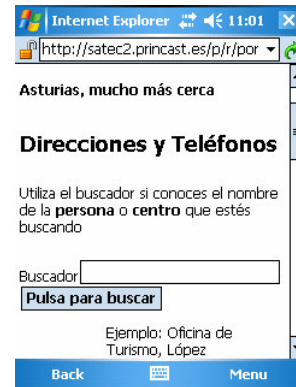 Internet Explorer 11:01
http://satec2.princast.es/p/r/por
Asturias, mucho más cerca
Direcciones y Teléfonos
Utiliza el buscador si conoces el nombre
de la persona o centro que estés
buscando
Buscador
Pulsa para buscar
Ejemplo: Oficina de
Turismo, López
Back Menu